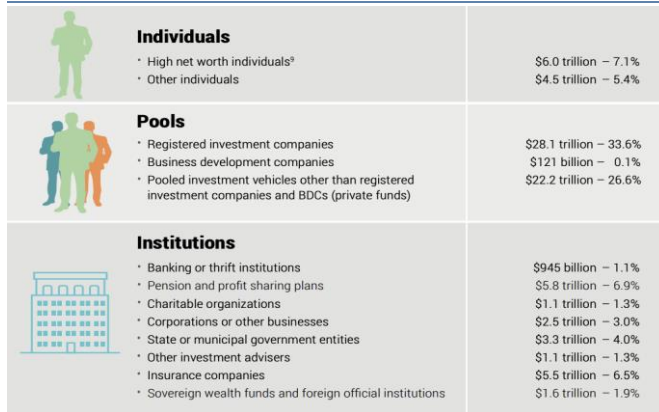 Individuals
• High net worth individuals⁹ $6.0 trillion – 7.1%
• Other individuals $4.5 trillion – 5.4%
Pools
• Registered investment companies $28.1 trillion – 33.6%
• Business development companies $121 billion – 0.1%
• Pooled investment vehicles other than registered $22.2 trillion – 26.6%
investment companies and BDCs (private funds)
Institutions
• Banking or thrift institutions $945 billion – 1.1%
• Pension and profit sharing plans $5.8 trillion – 6.9%
• Charitable organizations $1.1 trillion – 1.3%
• Corporations or other businesses $2.5 trillion – 3.0%
• State or municipal government entities $3.3 trillion – 4.0%
• Other investment advisers $1.1 trillion – 1.3%
• Insurance companies $5.5 trillion – 6.5%
• Sovereign wealth funds and foreign official institutions $1.6 trillion – 1.9%